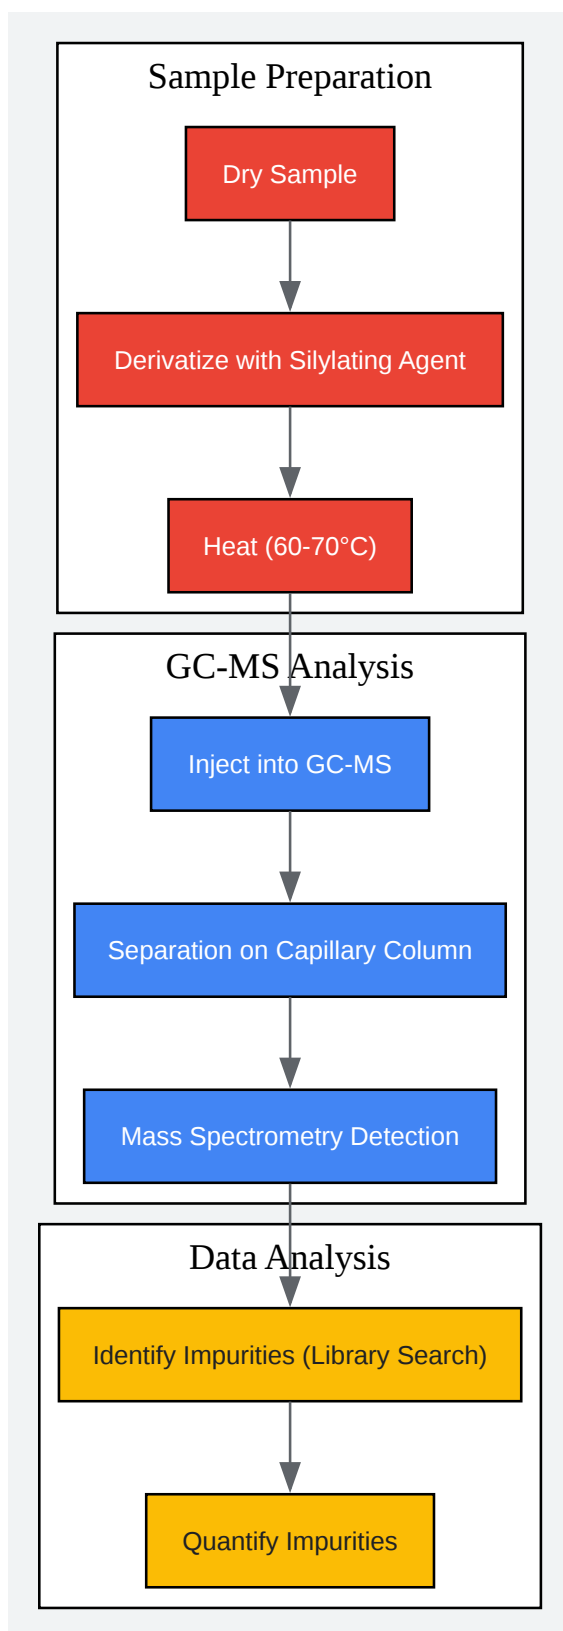 Sample Preparation
Dry Sample
Derivatize with Silylating Agent
Heat (60-70°C)
GC-MS Analysis
Inject into GC-MS
Separation on Capillary Column
Mass Spectrometry Detection
Data Analysis
Identify Impurities (Library Search)
Quantify Impurities